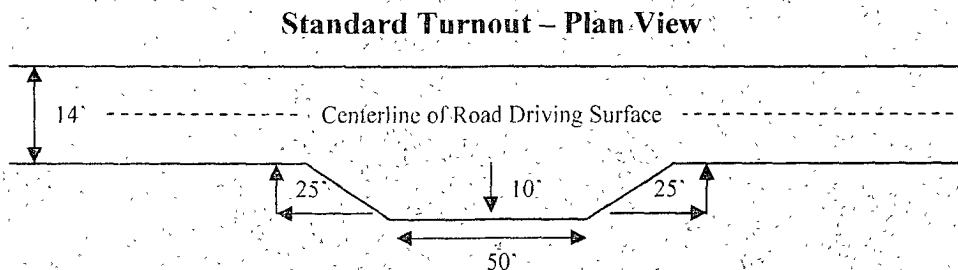 Standard Turnout – Plan View
14'
Centerline of Road Driving Surface
25'
10'
25'
50'